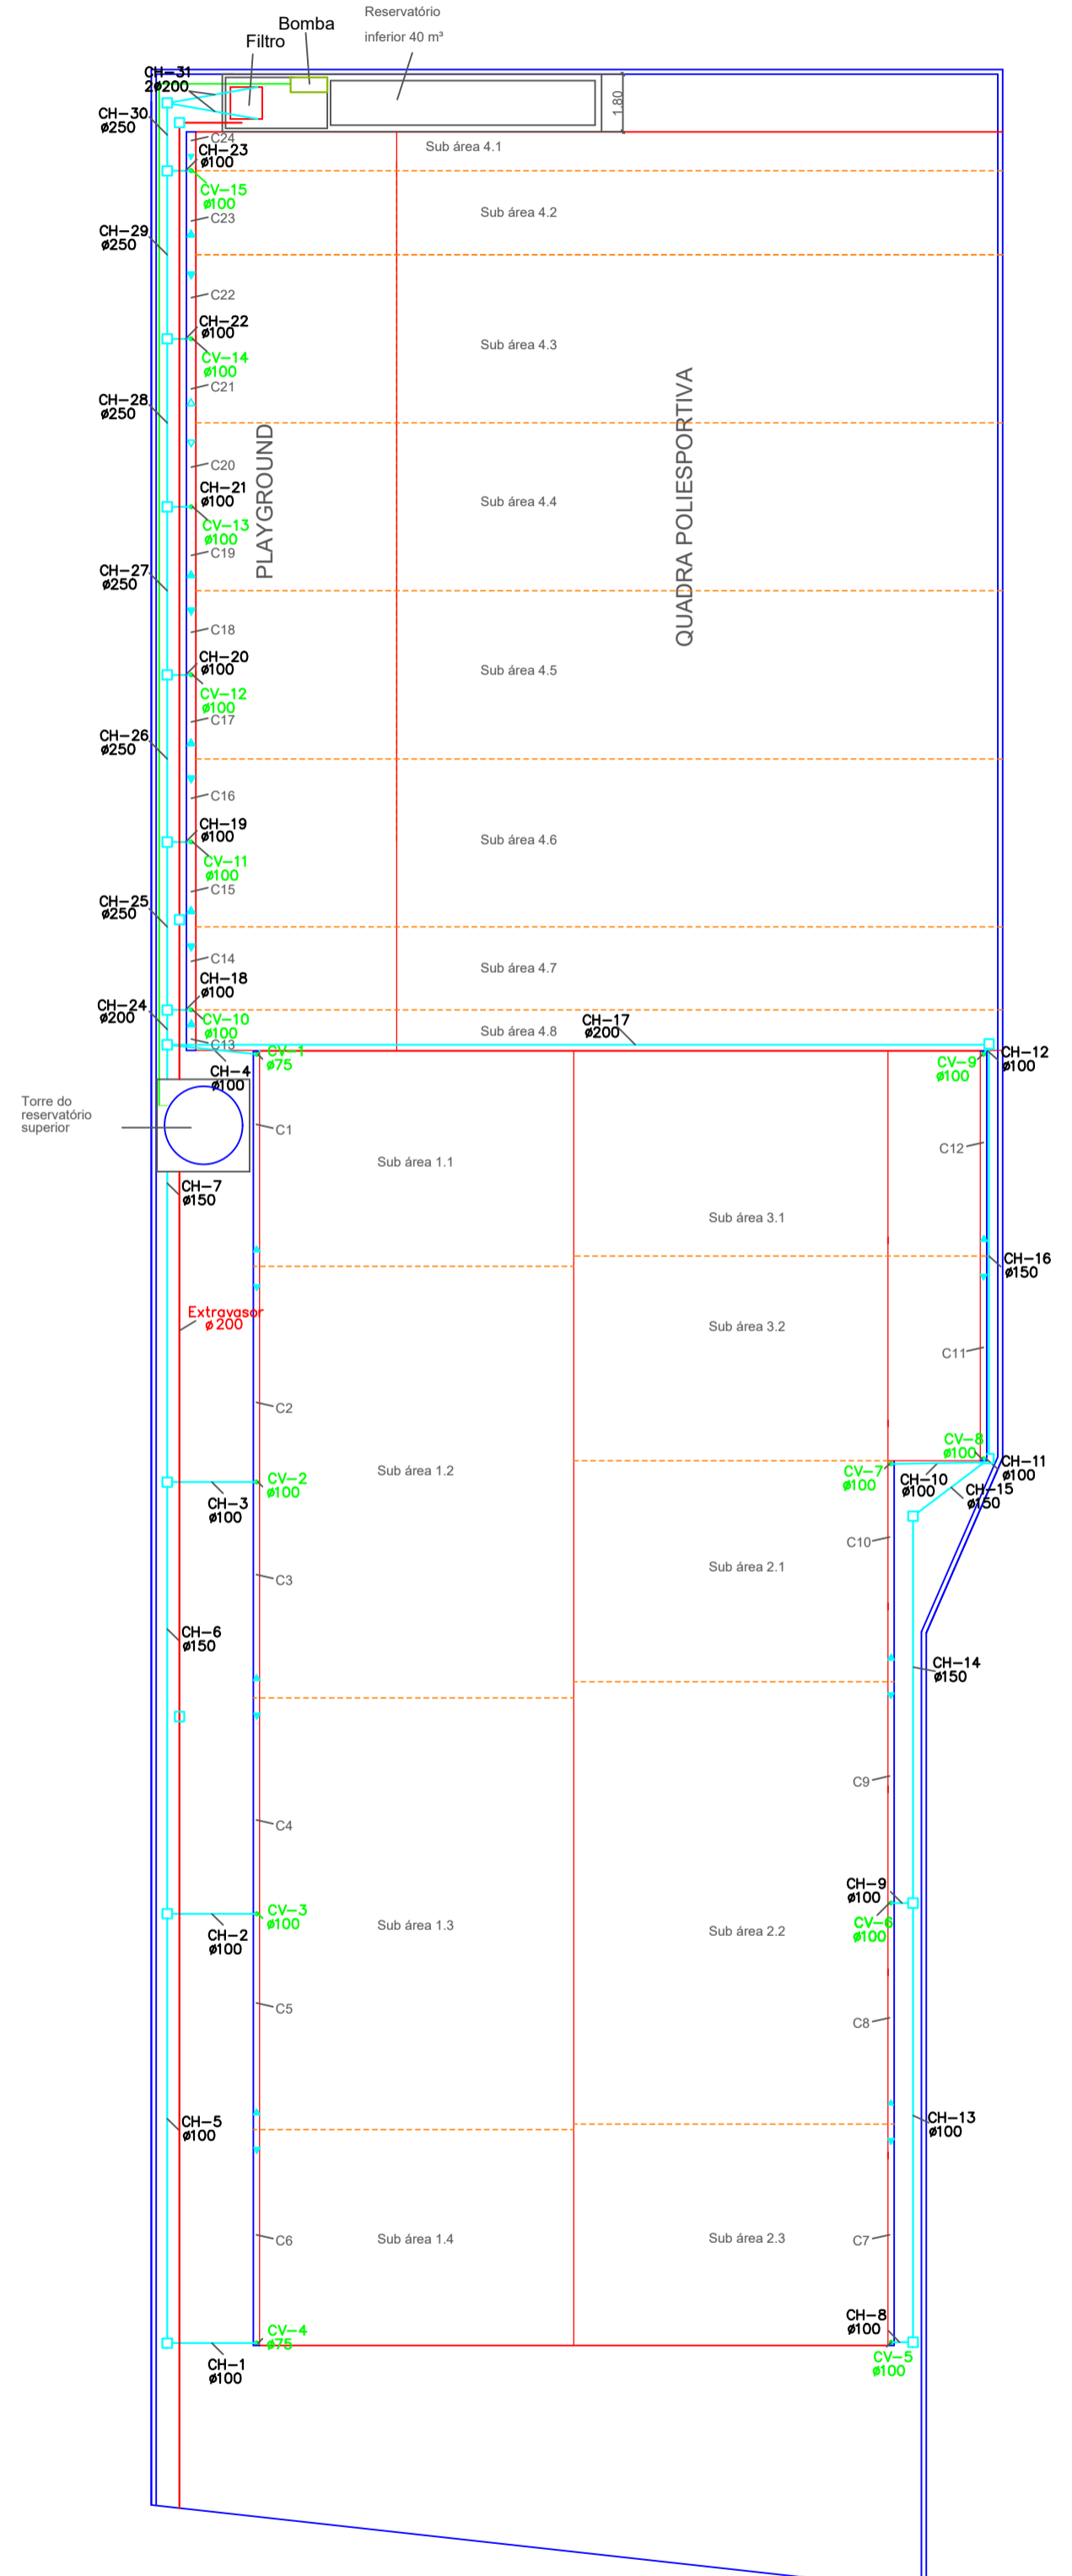 Reservatório
inferior 40 m³
Bomba
Filtro
CH-31
2ø200
1.80
CH-30
ø250
C24
Sub área 4.1
CH-23
ø100
CV-15
ø100
Sub área 4.2
C23
CH-29
ø250
C22
CH-22
ø100
Sub área 4.3
CV-14
ø100
C21
CH-28
ø250
PLAYGROUND
QUADRA POLIESPORTIVA
C20
CH-21
ø100
Sub área 4.4
CV-13
ø100
C19
CH-27
ø250
C18
CH-20
ø100
Sub área 4.5
CV-12
ø100
C17
CH-26
ø250
C16
CH-19
ø100
Sub área 4.6
CV-11
ø100
C15
CH-25
ø250
C14
Sub área 4.7
CH-18
ø100
CH-24
ø200
CV-10
ø100
Sub área 4.8
CH-17
ø200
C13
CV-1
ø75
CH-4
ø100
CV-9
ø100
CH-12
ø100
Torre do
reservatório
superior
C1
C12
Sub área 1.1
CH-7
ø150
Sub área 3.1
CH-16
ø150
Extravasor
ø200
Sub área 3.2
C11
C2
CV-8
ø100
Sub área 1.2
CV-7
ø100
CH-11
ø100
CH-10
ø100
CV-2
ø100
CH-15
ø150
CH-3
ø100
C10
Sub área 2.1
C3
CH-6
ø150
CH-14
ø150
C9
C4
CH-9
ø100
CV-3
ø100
Sub área 1.3
CV-6
ø100
Sub área 2.2
CH-2
ø100
C5
C8
CH-5
ø100
CH-13
ø100
C6
Sub área 1.4
Sub área 2.3
C7
CH-8
ø100
CV-4
ø75
CV-5
ø100
CH-1
ø100